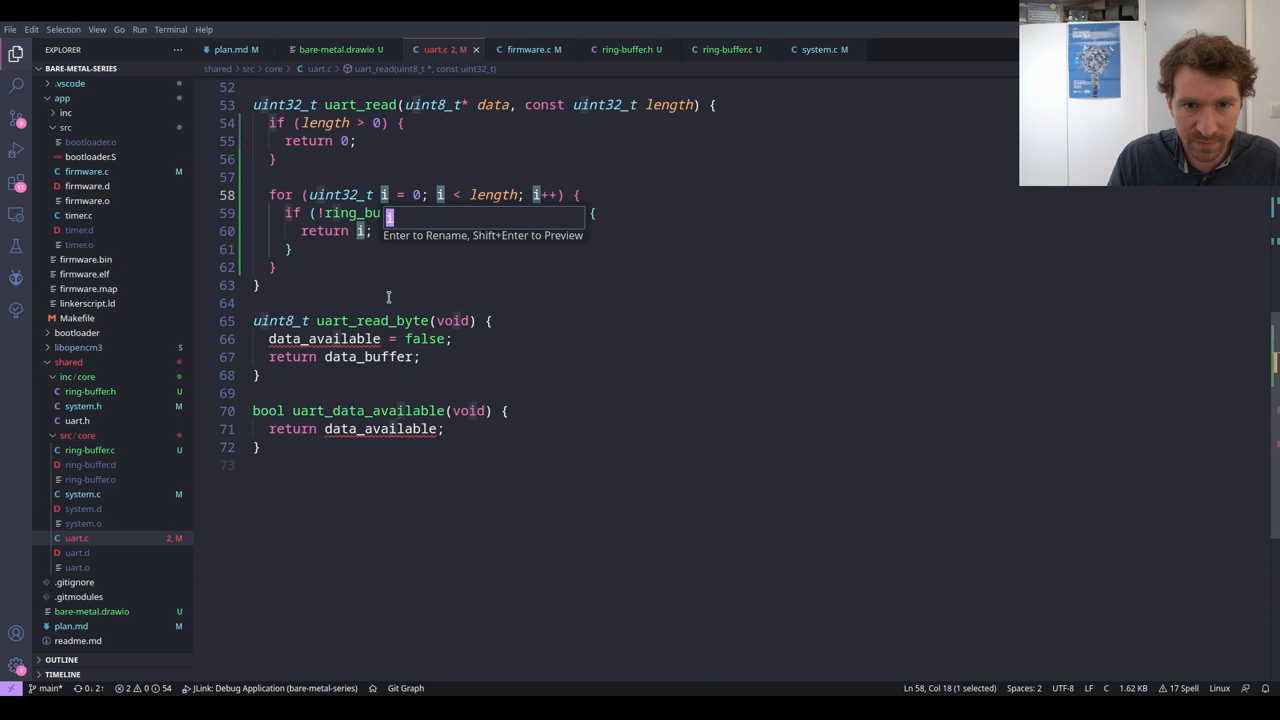 File Edit Selection View Go Run Terminal Help
EXPLORER ···
plan.md M
bare-metal.drawio U
uart.c 2, M
firmware.c M
ring-buffer.h U
ring-buffer.c U
system.c M
shared > src > core > uart.c > uart_read(uint8_t *, const uint32_t)
BARE-METAL-SERIES
.vscode
app
inc
src
bootloader.o
bootloader.S
firmware.c M
firmware.d
firmware.o
timer.c
timer.d
timer.o
firmware.bin
firmware.elf
firmware.map
linkerscript.ld
Makefile
bootloader
libopencm3 S
shared
inc/core
ring-buffer.h U
system.h M
uart.h
src/core
ring-buffer.c U
ring-buffer.d
ring-buffer.o
system.c M
system.d
system.o
uart.c 2, M
uart.d
uart.o
.gitignore
.gitmodules
bare-metal.drawio U
plan.md M
readme.md
OUTLINE
TIMELINE
52
53 uint32_t uart_read(uint8_t* data, const uint32_t length) {
54 if (length > 0) {
55 return 0;
56 }
57
58 for (uint32_t i = 0; i < length; i++) {
59 if (!ring_bu {
i
60 return i;
Enter to Rename, Shift+Enter to Preview
61 }
62 }
63 }
64
65 uint8_t uart_read_byte(void) {
66 data_available = false;
67 return data_buffer;
68 }
69
70 bool uart_data_available(void) {
71 return data_available;
72 }
73
main* 0↓ 2↑ 2 0 54 JLink: Debug Application (bare-metal-series) Git Graph Ln 58, Col 18 (1 selected) Spaces: 2 UTF-8 LF C 1.62 KB 17 Spell Linux